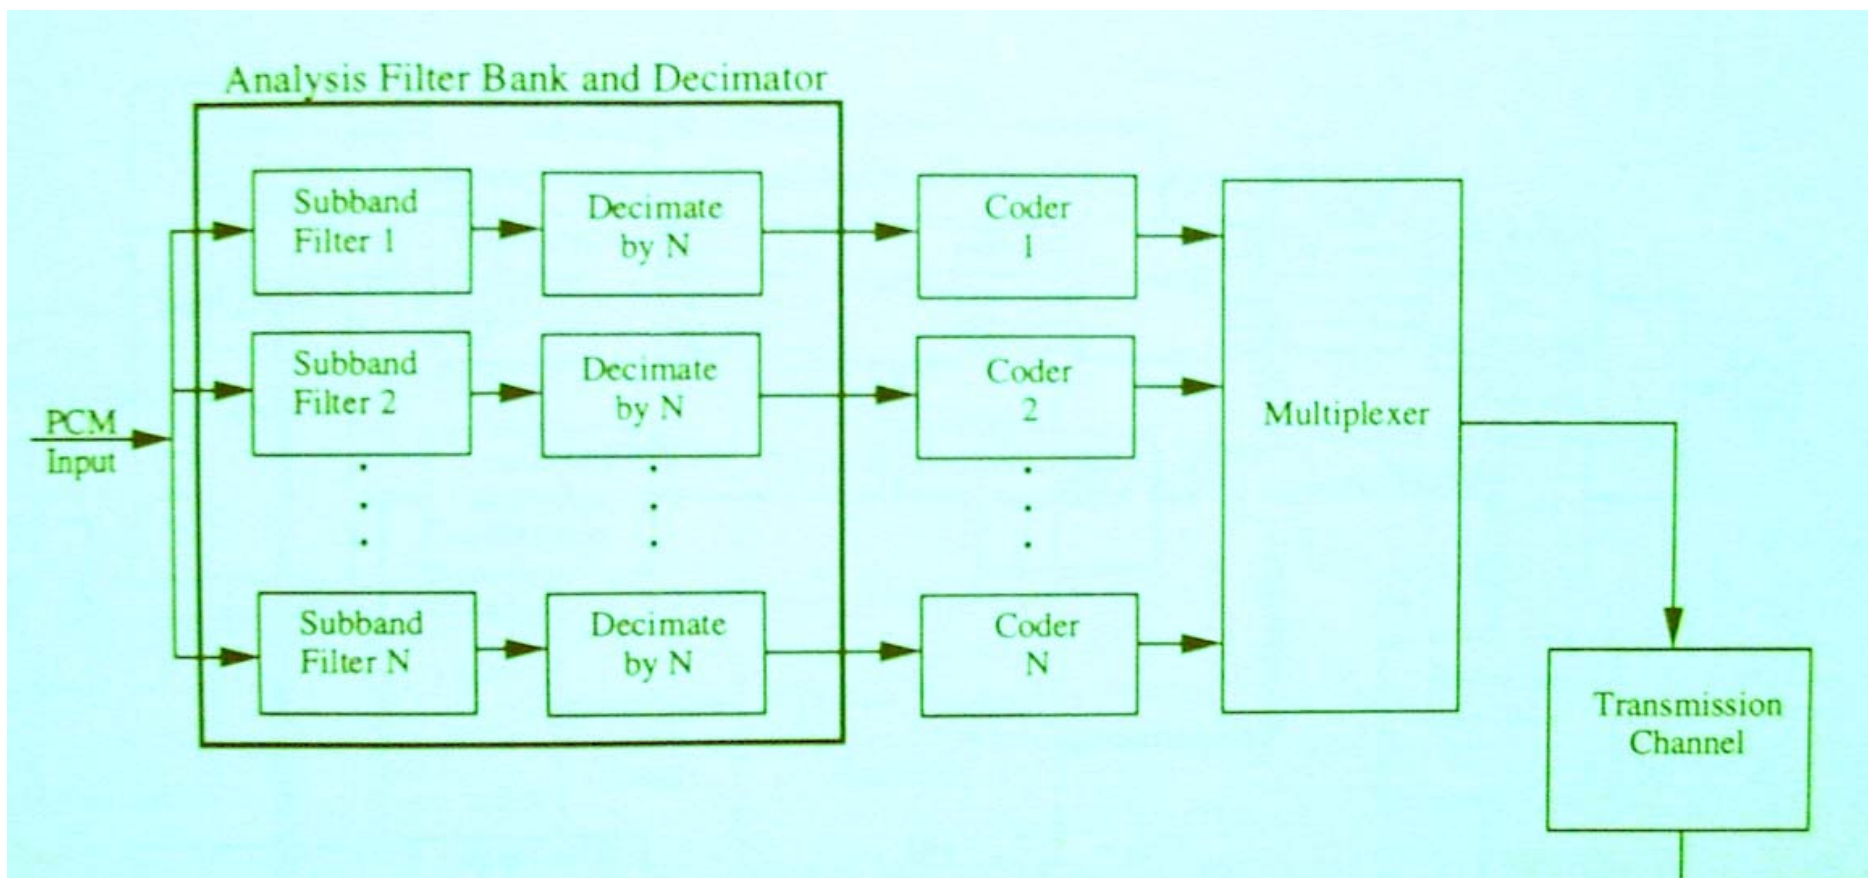 Analysis Filter Bank and Decimator
Subband
Filter 1
Decimate
by N
Coder
1
Subband
Filter 2
Decimate
by N
Coder
2
PCM
Input
Multiplexer
Subband
Filter N
Decimate
by N
Coder
N
Transmission
Channel